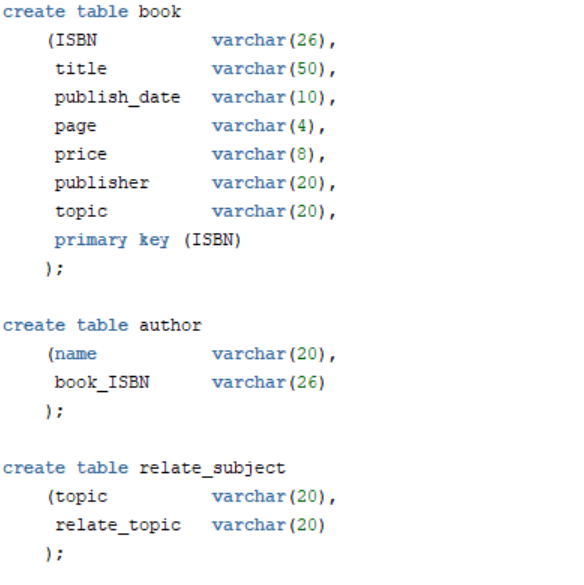 create table book
(ISBN varchar(26),
title varchar(50),
publish_date varchar(10),
page varchar(4),
price varchar(8),
publisher varchar(20),
topic varchar(20),
primary key (ISBN)
);
create table author
(name varchar(20),
book_ISBN varchar(26)
);
create table relate_subject
(topic varchar(20),
relate_topic varchar(20)
);